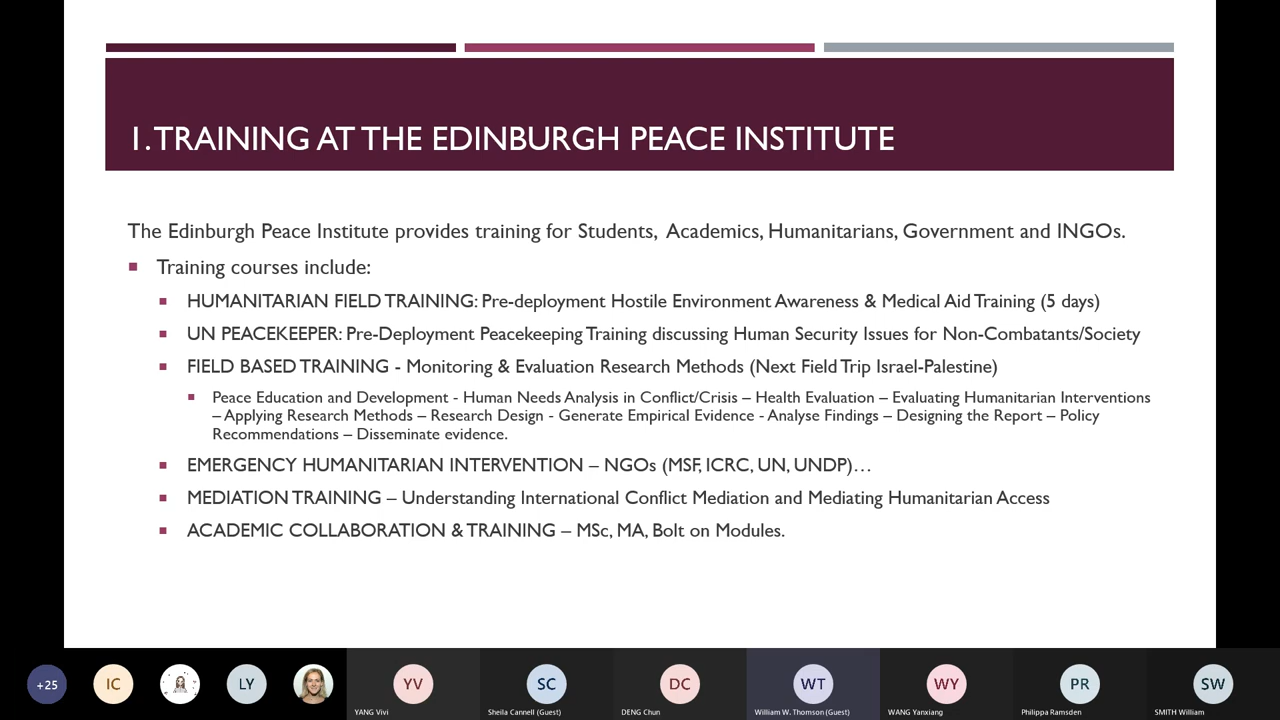 1. TRAINING AT THE EDINBURGH PEACE INSTITUTE
The Edinburgh Peace Institute provides training for Students, Academics, Humanitarians, Government and INGOs.
Training courses include:
HUMANITARIAN FIELD TRAINING: Pre-deployment Hostile Environment Awareness & Medical Aid Training (5 days)
UN PEACEKEEPER: Pre-Deployment Peacekeeping Training discussing Human Security Issues for Non-Combatants/Society
FIELD BASED TRAINING - Monitoring & Evaluation Research Methods (Next Field Trip Israel-Palestine)
Peace Education and Development - Human Needs Analysis in Conflict/Crisis – Health Evaluation – Evaluating Humanitarian Interventions
– Applying Research Methods – Research Design - Generate Empirical Evidence - Analyse Findings – Designing the Report – Policy
Recommendations – Disseminate evidence.
EMERGENCY HUMANITARIAN INTERVENTION – NGOs (MSF, ICRC, UN, UNDP)…
MEDIATION TRAINING – Understanding International Conflict Mediation and Mediating Humanitarian Access
ACADEMIC COLLABORATION & TRAINING – MSc, MA, Bolt on Modules.
+25 IC LY YV SC DC WT WY PR SW
YANG Vivi Sheila Cannell (Guest) DENG Chun William W. Thomson (Guest) WANG Yanxiang Philippa Ramsden SMITH William